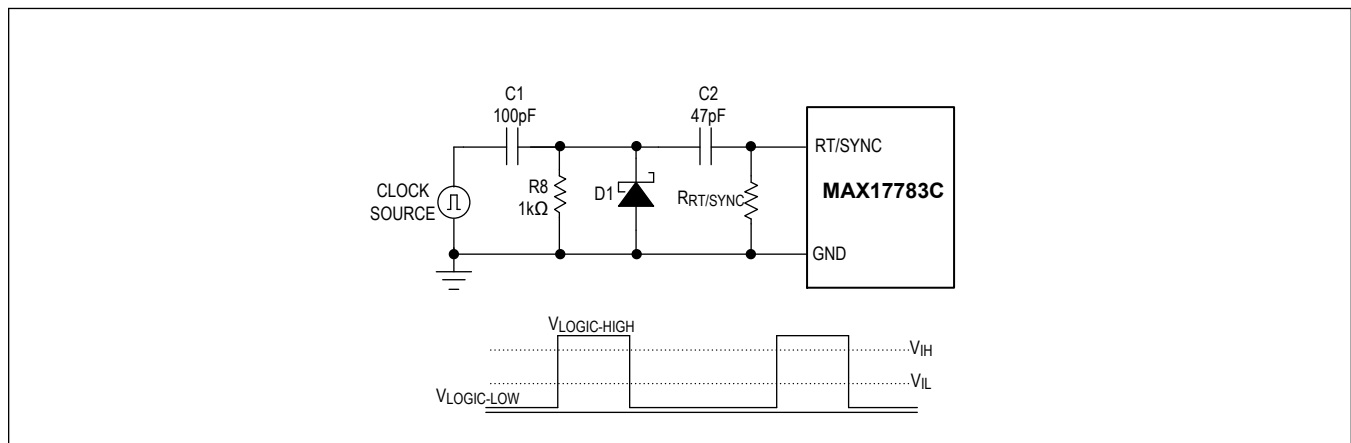 C1
100pF
C2
47pF
RT/SYNC
CLOCK
SOURCE
R8
1kΩ
D1
RRT/SYNC
MAX17783C
GND
VLOGIC-HIGH
VIH
VIL
VLOGIC-LOW